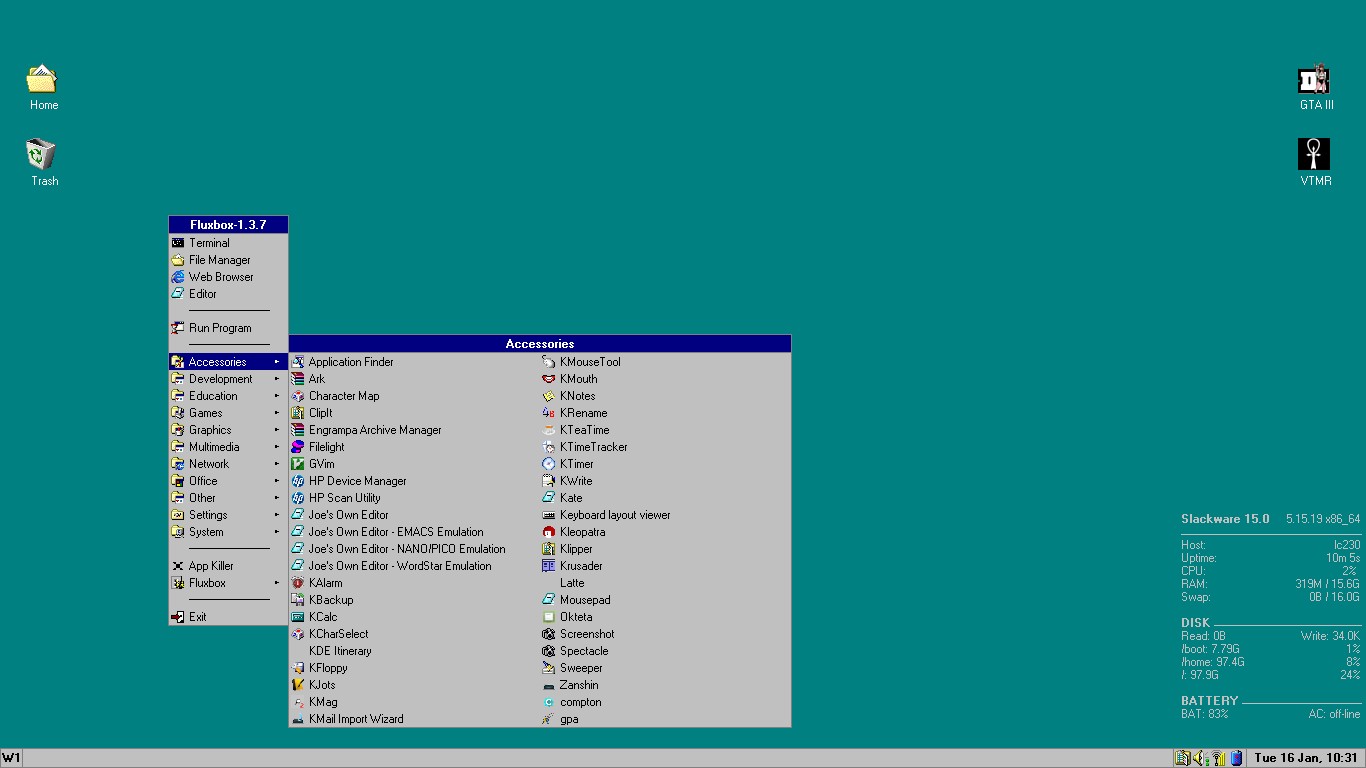 Home
Trash
GTA III
VTMR
Fluxbox-1.3.7
Terminal
File Manager
Web Browser
Editor
Run Program
Accessories
Development
Education
Games
Graphics
Multimedia
Network
Office
Other
Settings
System
App Killer
Fluxbox
Exit
Accessories
Application Finder
Ark
Character Map
ClipIt
Engrampa Archive Manager
Filelight
GVim
HP Device Manager
HP Scan Utility
Joe's Own Editor
Joe's Own Editor - EMACS Emulation
Joe's Own Editor - NANO/PICO Emulation
Joe's Own Editor - WordStar Emulation
KAlarm
KBackup
KCalc
KCharSelect
KDE Itinerary
KFloppy
KJots
KMag
KMail Import Wizard
KMouseTool
KMouth
KNotes
KRename
KTeaTime
KTimeTracker
KTimer
KWrite
Kate
Keyboard layout viewer
Kleopatra
Klipper
Krusader
Latte
Mousepad
Okteta
Screenshot
Spectacle
Sweeper
Zanshin
compton
gpa
Slackware 15.0 5.15.19 x86_64
Host: lc230
Uptime: 10m 5s
CPU: 2%
RAM: 319M / 15.6G
Swap: 0B / 16.0G
DISK
Read: 0B Write: 34.0K
/boot: 7.79G 1%
/home: 97.4G 8%
/: 97.9G 24%
BATTERY
BAT: 83% AC: off-line
W1
Tue 16 Jan, 10:31